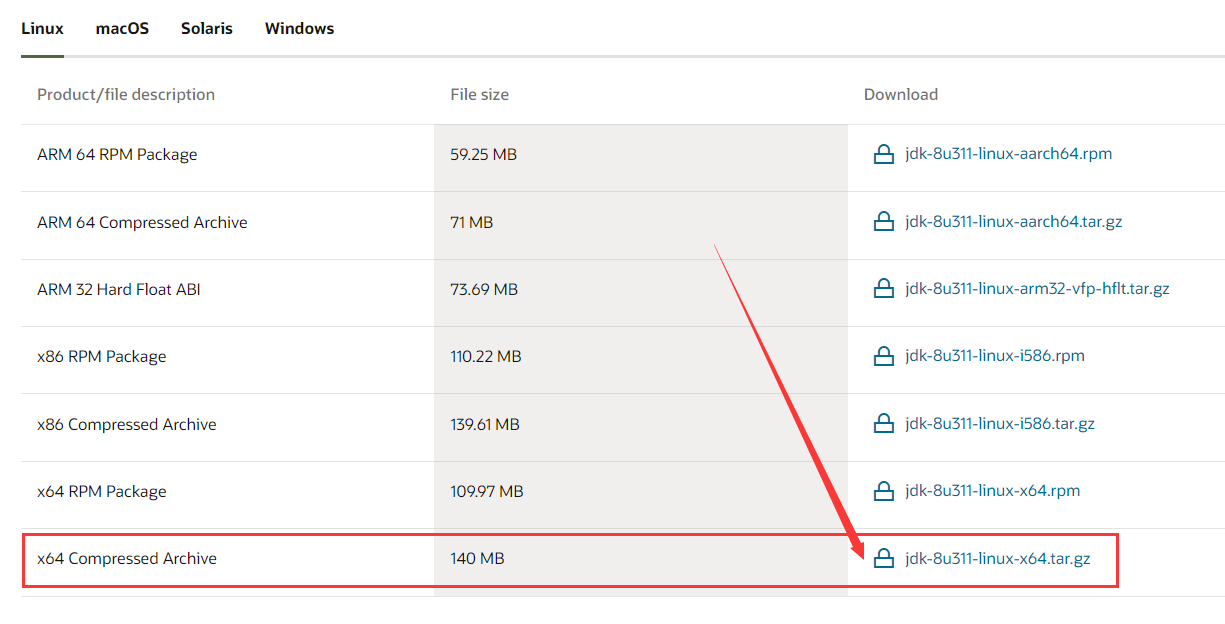 Linux macOS Solaris Windows
Product/file description File size Download
ARM 64 RPM Package 59.25 MB jdk-8u311-linux-aarch64.rpm
ARM 64 Compressed Archive 71 MB jdk-8u311-linux-aarch64.tar.gz
ARM 32 Hard Float ABI 73.69 MB jdk-8u311-linux-arm32-vfp-hflt.tar.gz
x86 RPM Package 110.22 MB jdk-8u311-linux-i586.rpm
x86 Compressed Archive 139.61 MB jdk-8u311-linux-i586.tar.gz
x64 RPM Package 109.97 MB jdk-8u311-linux-x64.rpm
x64 Compressed Archive 140 MB jdk-8u311-linux-x64.tar.gz